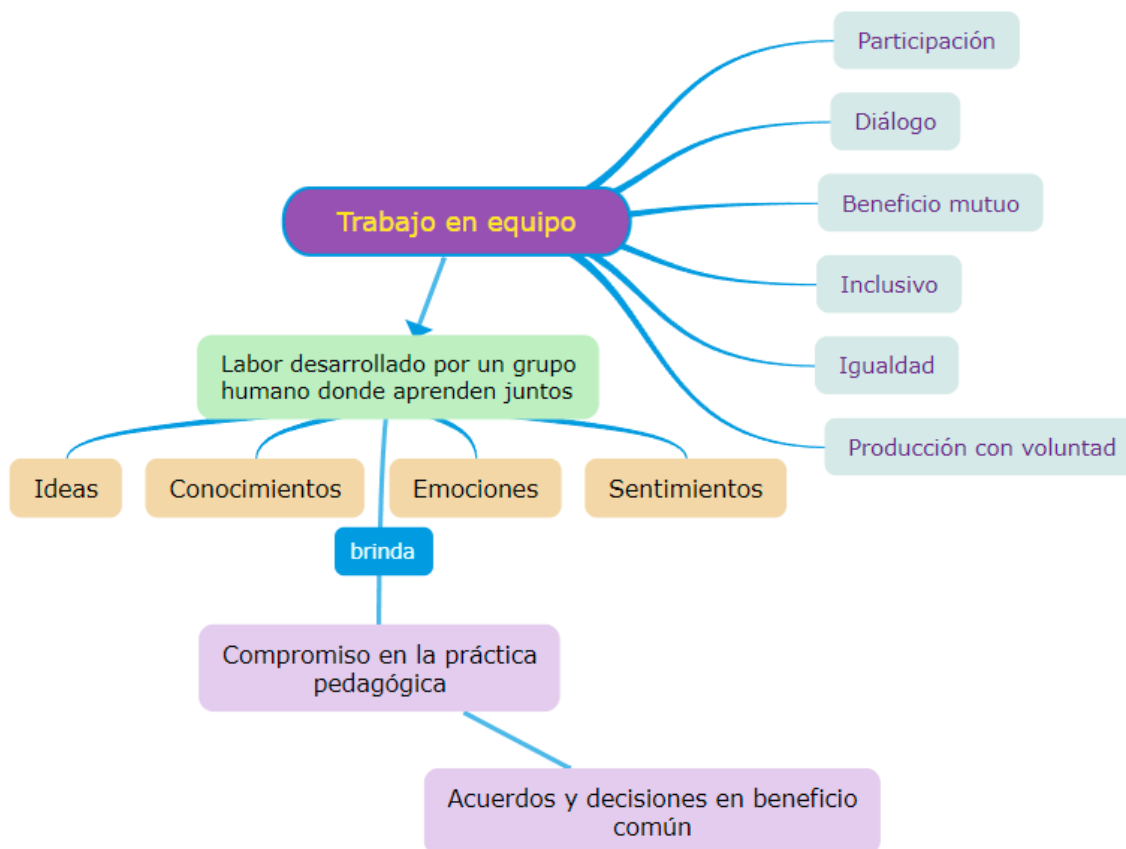 Participación
Diálogo
Trabajo en equipo
Beneficio mutuo
Inclusivo
Igualdad
Producción con voluntad
Labor desarrollado por un grupo
humano donde aprenden juntos
Ideas
Conocimientos
Emociones
Sentimientos
brinda
Compromiso en la práctica
pedagógica
Acuerdos y decisiones en beneficio
común